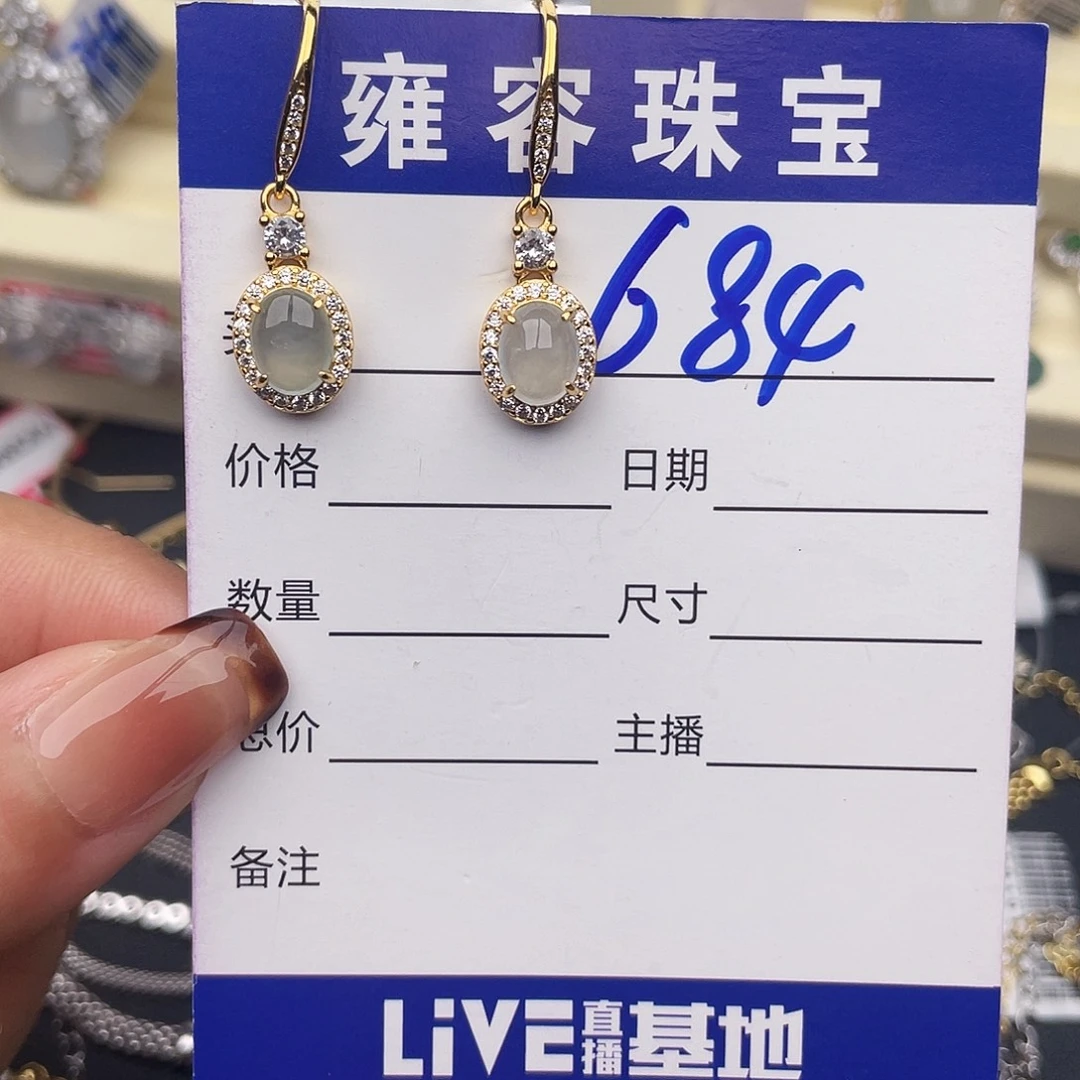 雍容珠宝
684
价格 日期
数量 尺寸
总价 主播
备注
LiVE直播基地